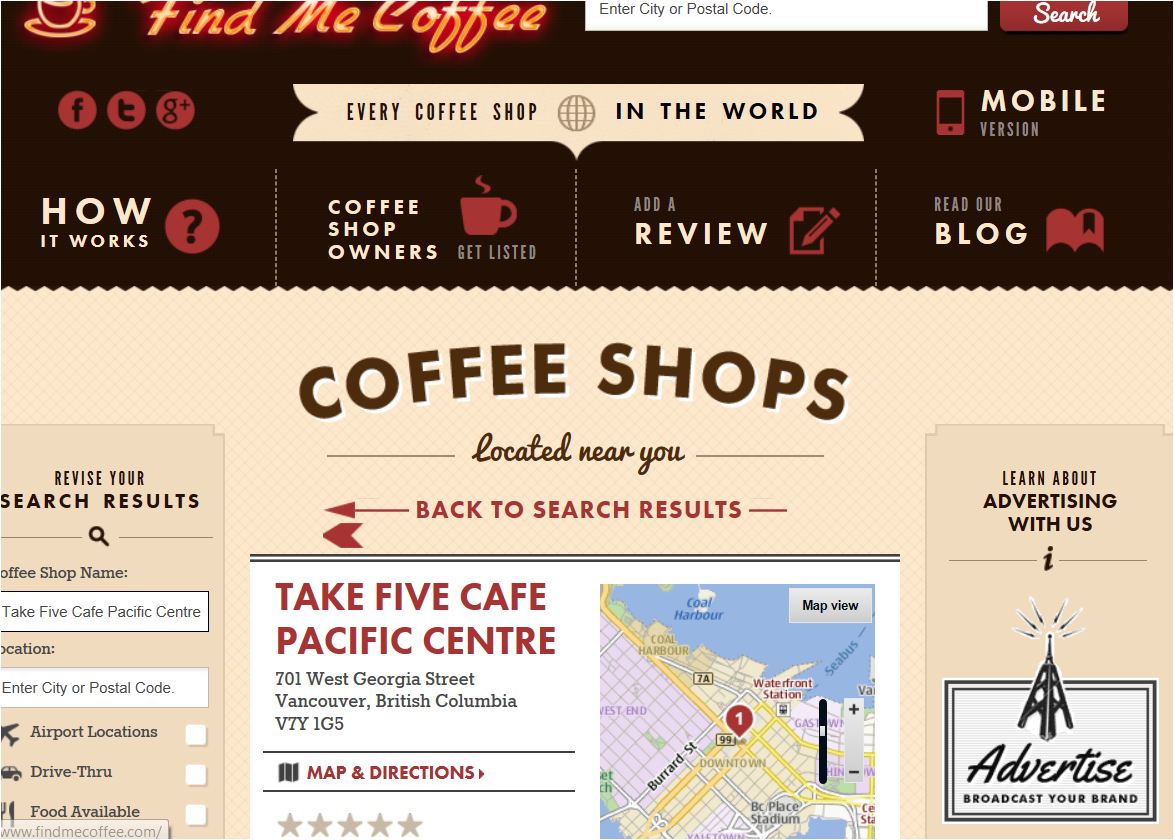 Find Me Coffee
Enter City or Postal Code.
Search
f t g+
EVERY COFFEE SHOP IN THE WORLD
MOBILE
VERSION
HOW
IT WORKS
?
COFFEE
SHOP
OWNERS
GET LISTED
ADD A
REVIEW
READ OUR
BLOG
COFFEE SHOPS
Located near you
BACK TO SEARCH RESULTS
REVISE YOUR
SEARCH RESULTS
offee Shop Name:
Take Five Cafe Pacific Centre
ocation:
Enter City or Postal Code.
Airport Locations
Drive-Thru
Food Available
www.findmecoffee.com/
TAKE FIVE CAFE
PACIFIC CENTRE
701 West Georgia Street
Vancouver, British Columbia
V7Y 1G5
MAP & DIRECTIONS
Map view
Coal
Harbour
COAL
HARBOUR
Seabus
7A
Waterfront
Station
Va
WEST END
1
GASTOWN
99
DOWNTOWN
Burrard St
+
-
BC Place
Stadium
YALETOWN
LEARN ABOUT
ADVERTISING
WITH US
i
Advertise
BROADCAST YOUR BRAND